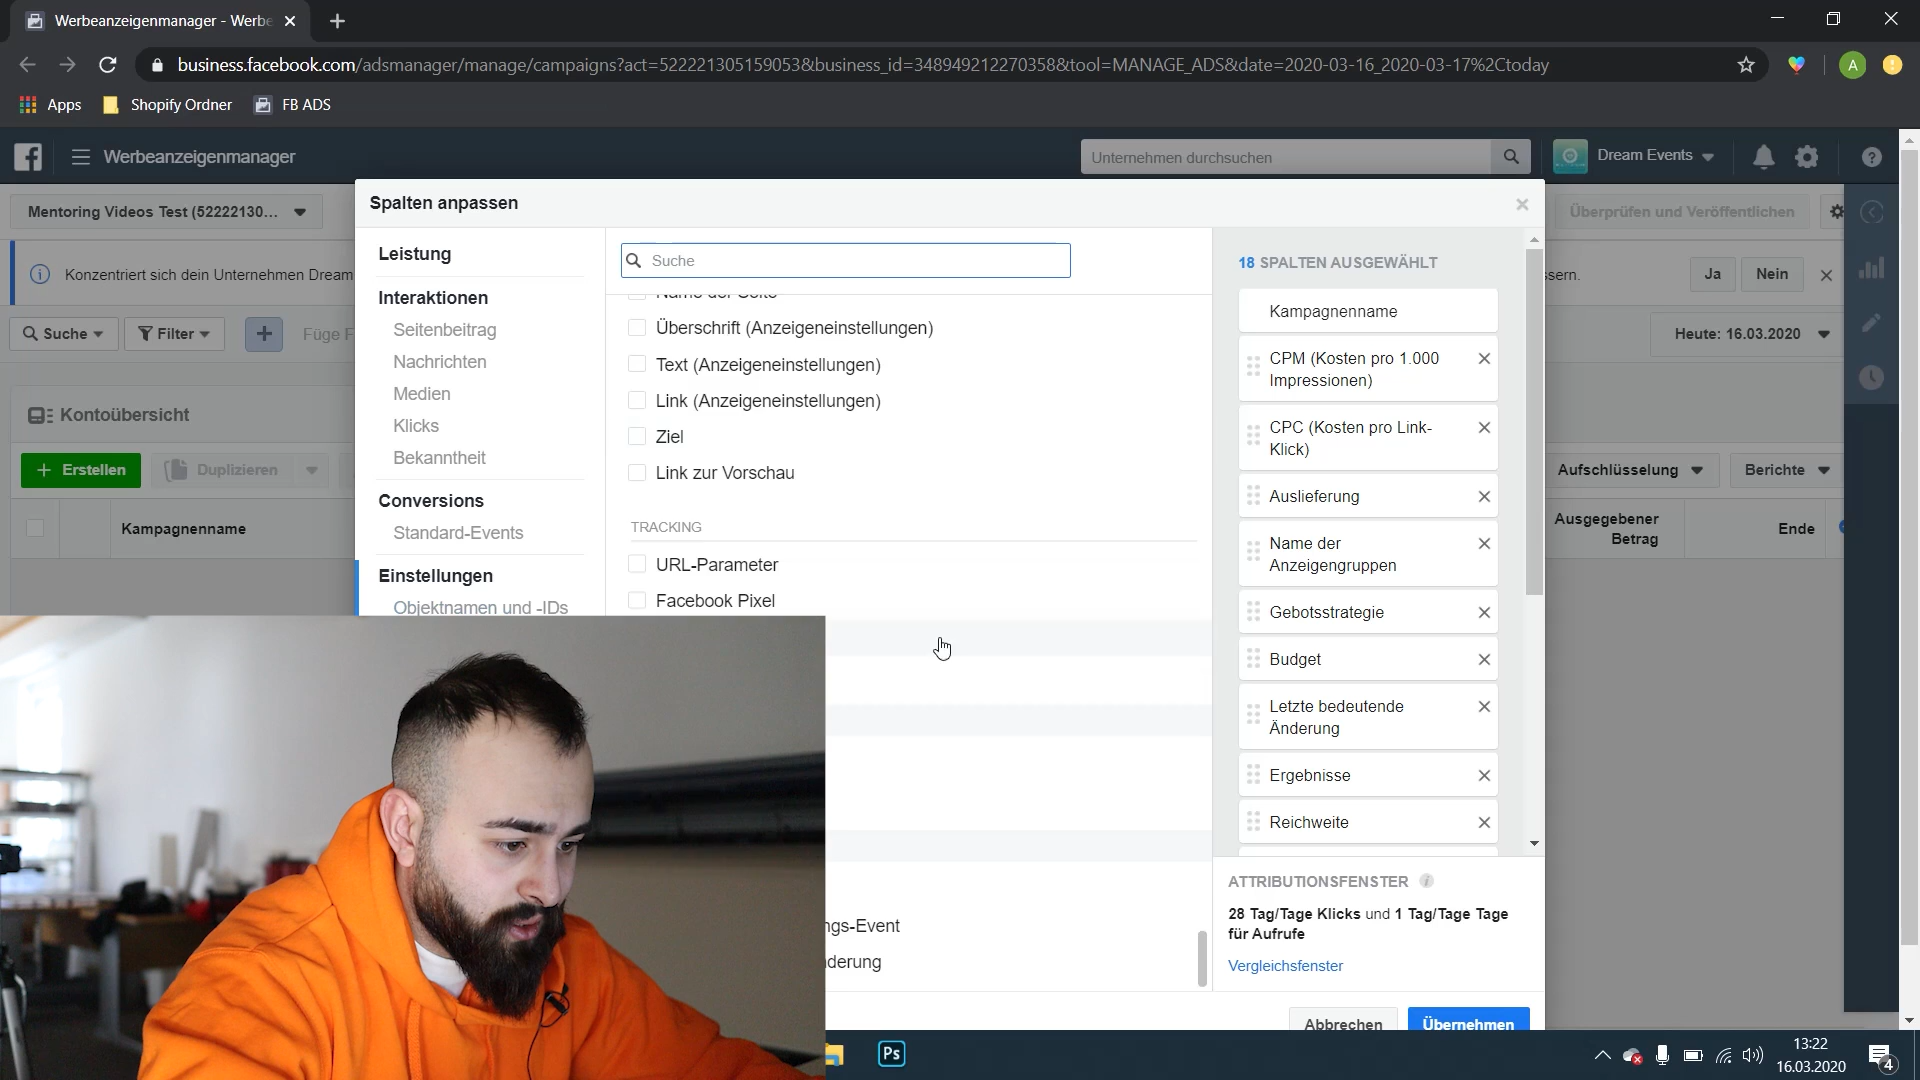 Werbeanzeigenmanager - Werbe
business.facebook.com/adsmanager/manage/campaigns?act=522221305159053&business_id=348949212270358&tool=MANAGE_ADS&date=2020-03-16_2020-03-17%2Ctoday
A
Apps
Shopify Ordner
FB ADS
Werbeanzeigenmanager
Unternehmen durchsuchen
Dream Events
Mentoring Videos Test (52222130...
Spalten anpassen
Überprüfen und Veröffentlichen
Konzentriert sich dein Unternehmen Dream
sern.
Ja
Nein
Suche
Filter
Füge F
Heute: 16.03.2020
Kontoübersicht
Erstellen
Duplizieren
Aufschlüsselung
Berichte
Kampagnenname
Ausgegebener
Betrag
Ende
Leistung
Interaktionen
Seitenbeitrag
Nachrichten
Medien
Klicks
Bekanntheit
Conversions
Standard-Events
Einstellungen
Objektnamen und -IDs
Suche
Name der Seite
Überschrift (Anzeigeneinstellungen)
Text (Anzeigeneinstellungen)
Link (Anzeigeneinstellungen)
Ziel
Link zur Vorschau
TRACKING
URL-Parameter
Facebook Pixel
ngs-Event
derung
18 SPALTEN AUSGEWÄHLT
Kampagnenname
CPM (Kosten pro 1.000
Impressionen)
CPC (Kosten pro Link-
Klick)
Auslieferung
Name der
Anzeigengruppen
Gebotsstrategie
Budget
Letzte bedeutende
Änderung
Ergebnisse
Reichweite
ATTRIBUTIONSFENSTER
28 Tag/Tage Klicks und 1 Tag/Tage Tage
für Aufrufe
Vergleichsfenster
Abbrechen
Übernehmen
Ps
13:22
16.03.2020
4